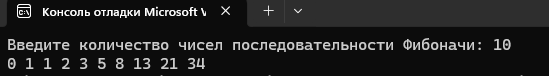 Консоль отладки Microsoft V
Введите количество чисел последовательности Фибоначи: 10
0 1 1 2 3 5 8 13 21 34